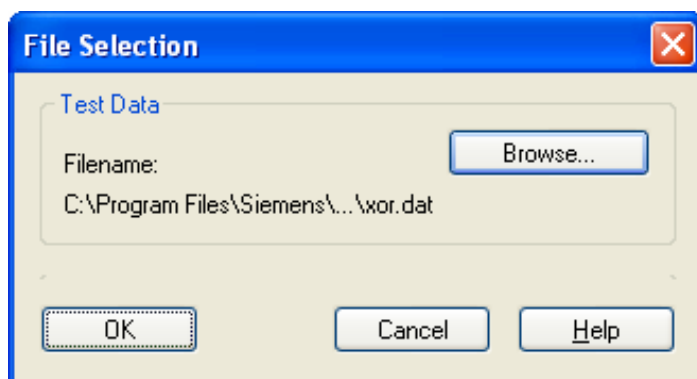 File Selection
Test Data
Browse...
Filename:
C:\Program Files\Siemens\...\xor.dat
OK
Cancel
Help